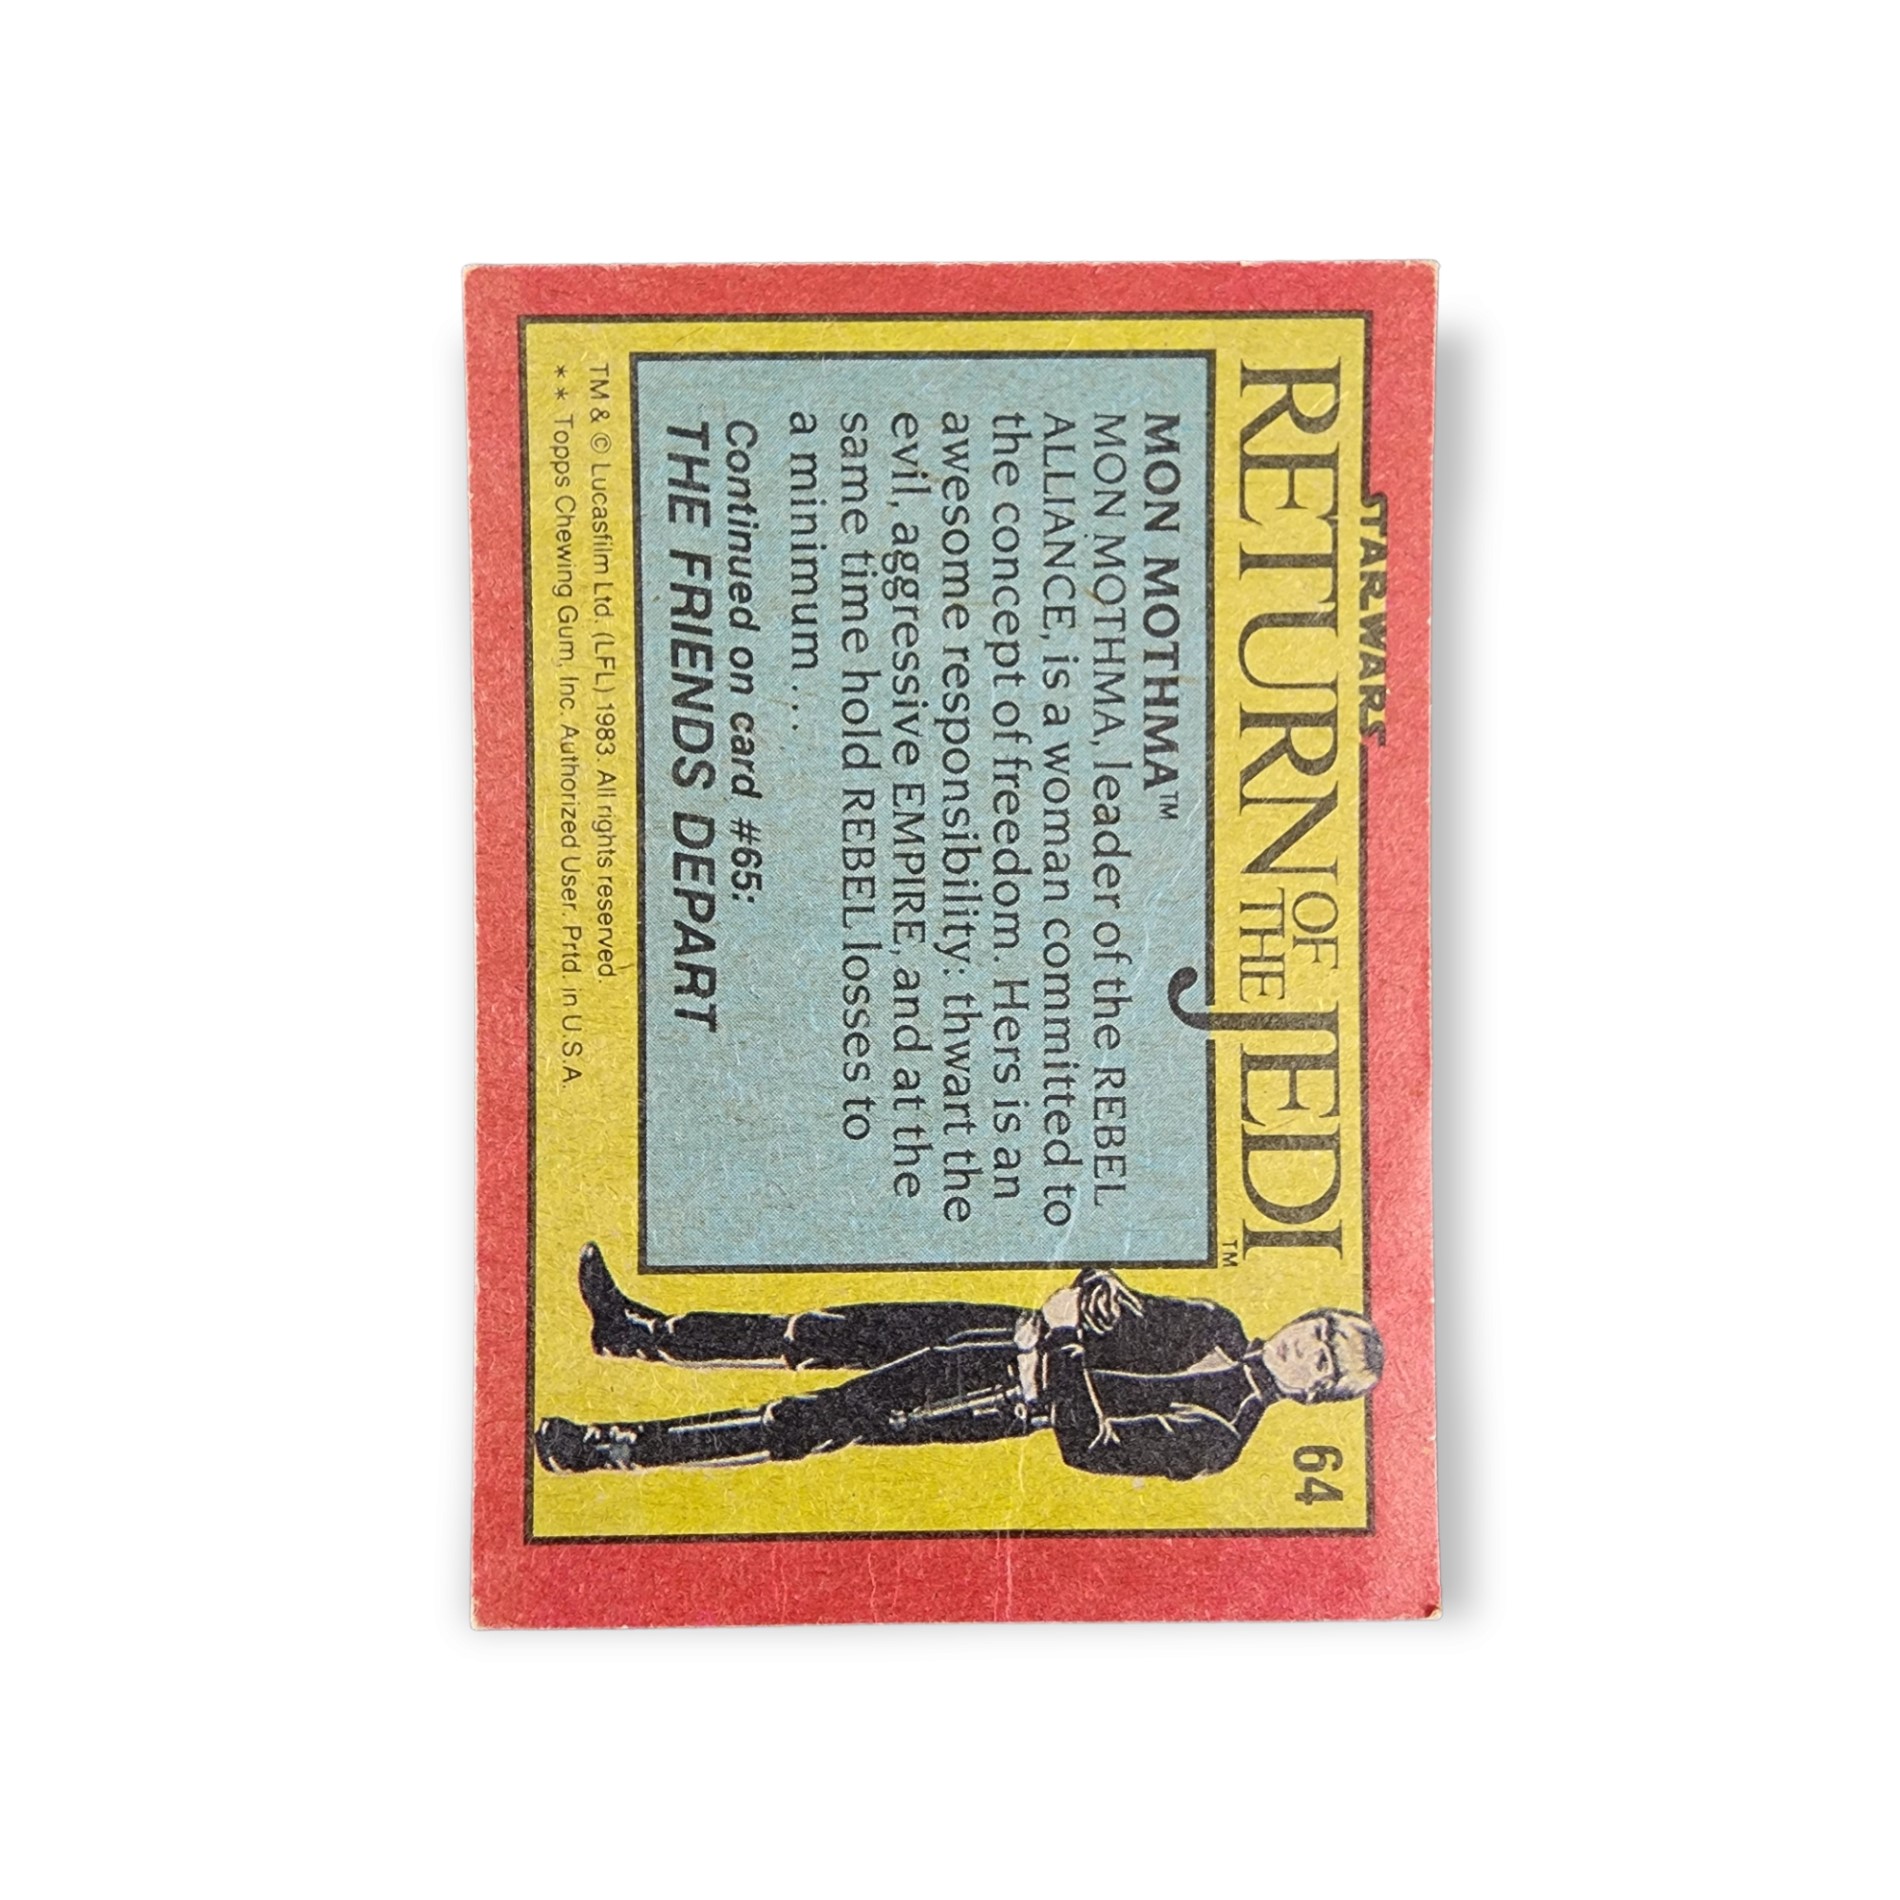 STAR WARS
RETURN OF THE JEDI™
64
MON MOTHMA™
MON MOTHMA, leader of the REBEL
ALLIANCE, is a woman committed to
the concept of freedom. Hers is an
awesome responsibility: thwart the
evil, aggressive EMPIRE, and at the
same time hold REBEL losses to
a minimum . . .
Continued on card #65:
THE FRIENDS DEPART
TM & © Lucasfilm Ltd. (LFL) 1983. All rights reserved.
** Topps Chewing Gum, Inc. Authorized User. Prtd. in U.S.A.